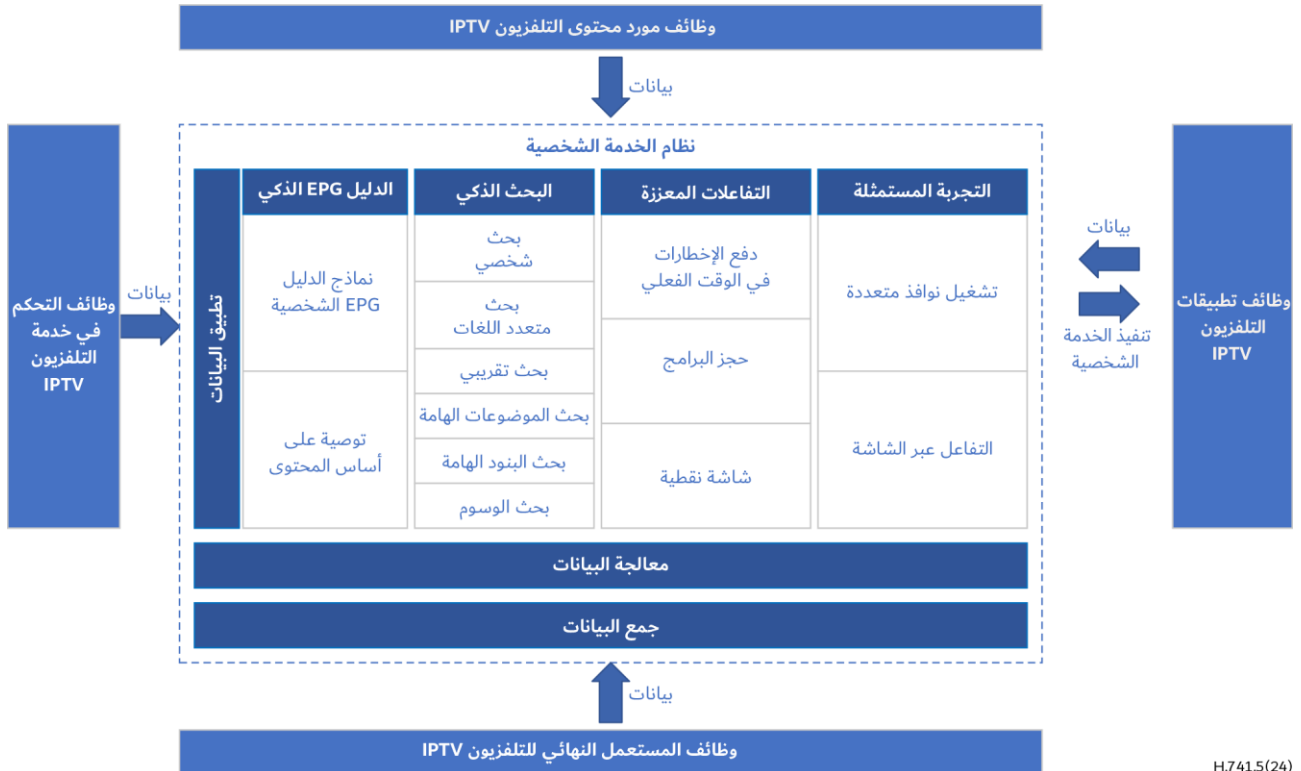 وظائف مورد محتوى التلفزيون IPTV
بيانات
نظام الخدمة الشخصية
التجربة المستمثلة
التفاعلات المعززة
البحث الذكي
الدليل EPG الذكي
تشغيل نوافذ متعددة
التفاعل عبر الشاشة
دفع الإخطارات
في الوقت الفعلي
حجز البرامج
شاشة نقطية
بحث
شخصي
بحث
متعدد اللغات
بحث تقريبي
بحث الموضوعات الهامة
بحث البنود الهامة
بحث الوسوم
نماذج الدليل
EPG الشخصية
توصية على
أساس المحتوى
تطبيق البيانات
معالجة البيانات
جمع البيانات
وظائف تطبيقات
التلفزيون
IPTV
بيانات
تنفيذ الخدمة
الشخصية
بيانات
وظائف التحكم
في خدمة
التلفزيون
IPTV
بيانات
وظائف المستعمل النهائي للتلفزيون IPTV
H.741.5(24)